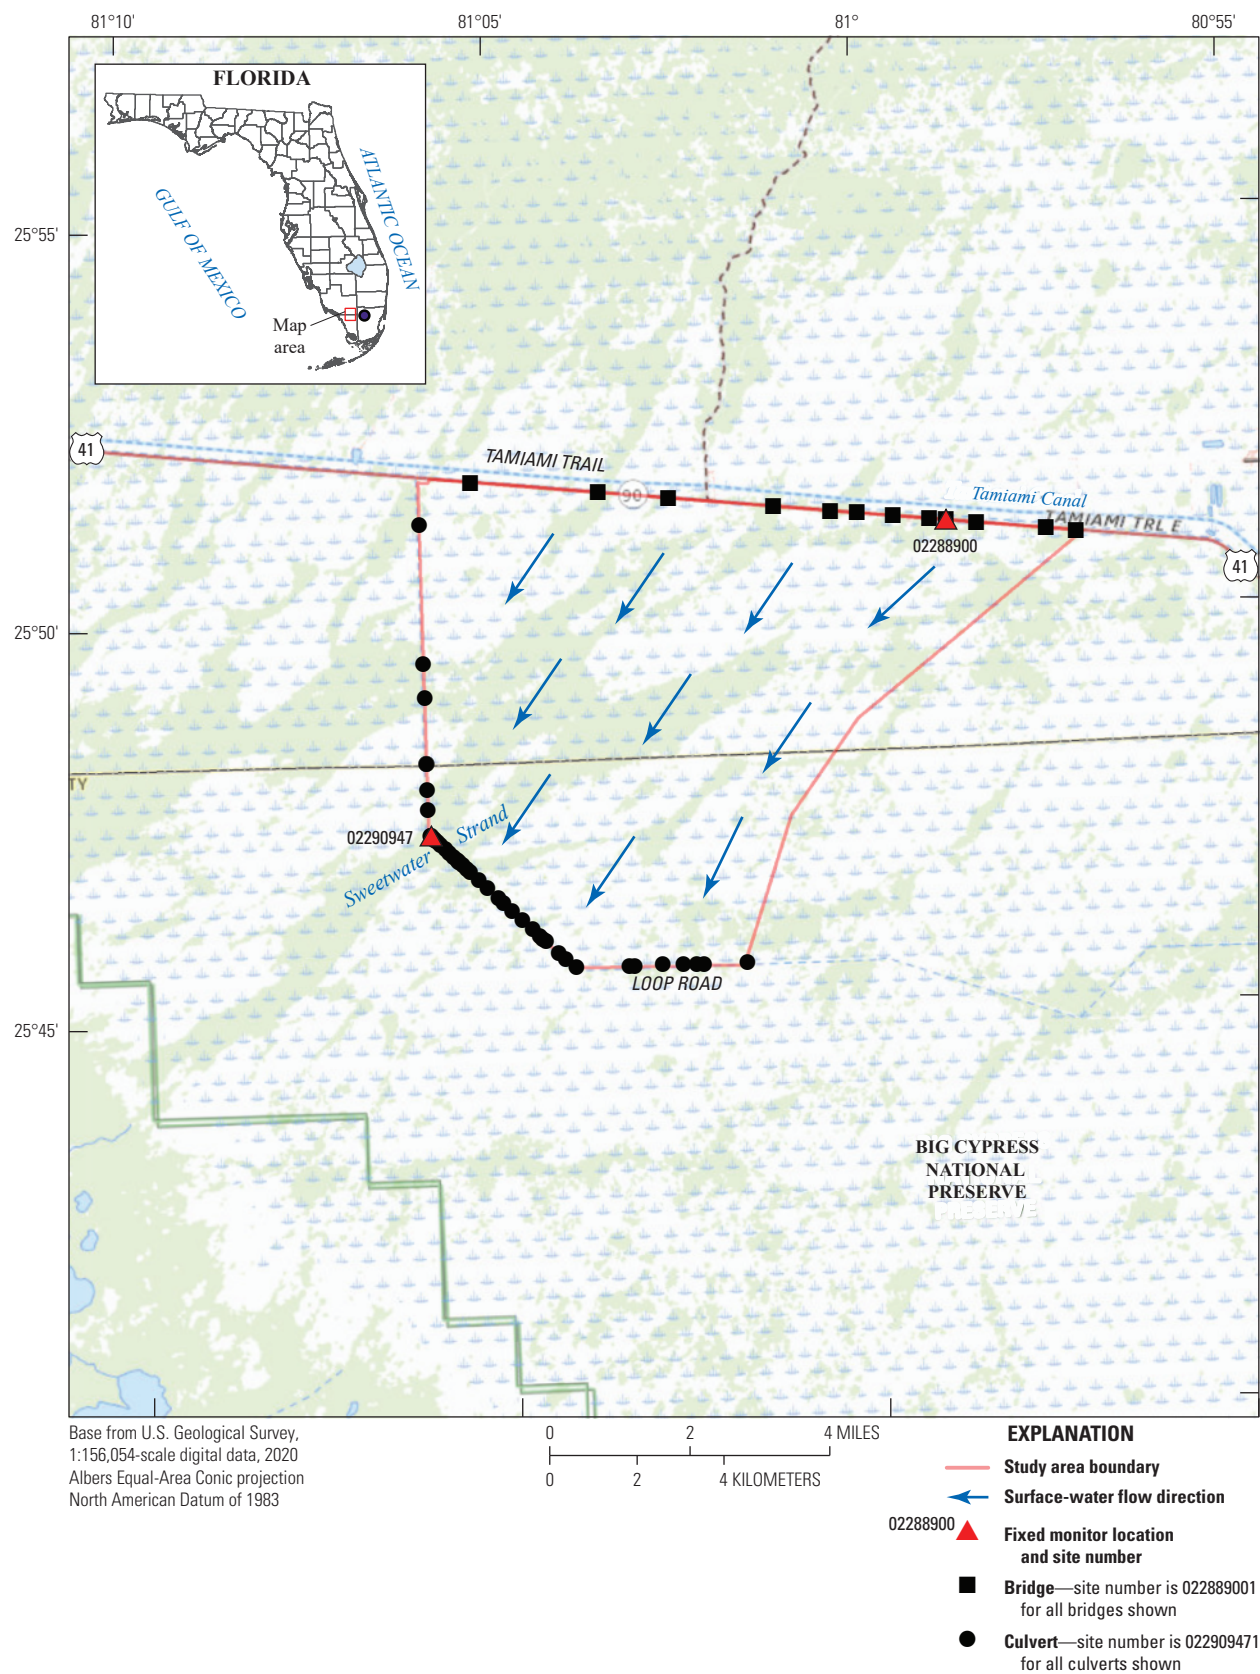 81°10'
81°05'
81°
80°55'
FLORIDA
ATLANTIC OCEAN
GULF OF MEXICO
Map
area
25°55'
41
TAMIAMI TRAIL
90
Tamiami Canal
TAMIAMI TRL E
02288900
41
25°50'
TY
02290947
Sweetwater Strand
LOOP ROAD
25°45'
BIG CYPRESS
NATIONAL
PRESERVE
PRESERVE
Base from U.S. Geological Survey,
1:156,054-scale digital data, 2020
Albers Equal-Area Conic projection
North American Datum of 1983
0 2 4 MILES
0 2 4 KILOMETERS
EXPLANATION
Study area boundary
Surface-water flow direction
02288900
Fixed monitor location
and site number
Bridge—site number is 022889001
for all bridges shown
Culvert—site number is 022909471
for all culverts shown